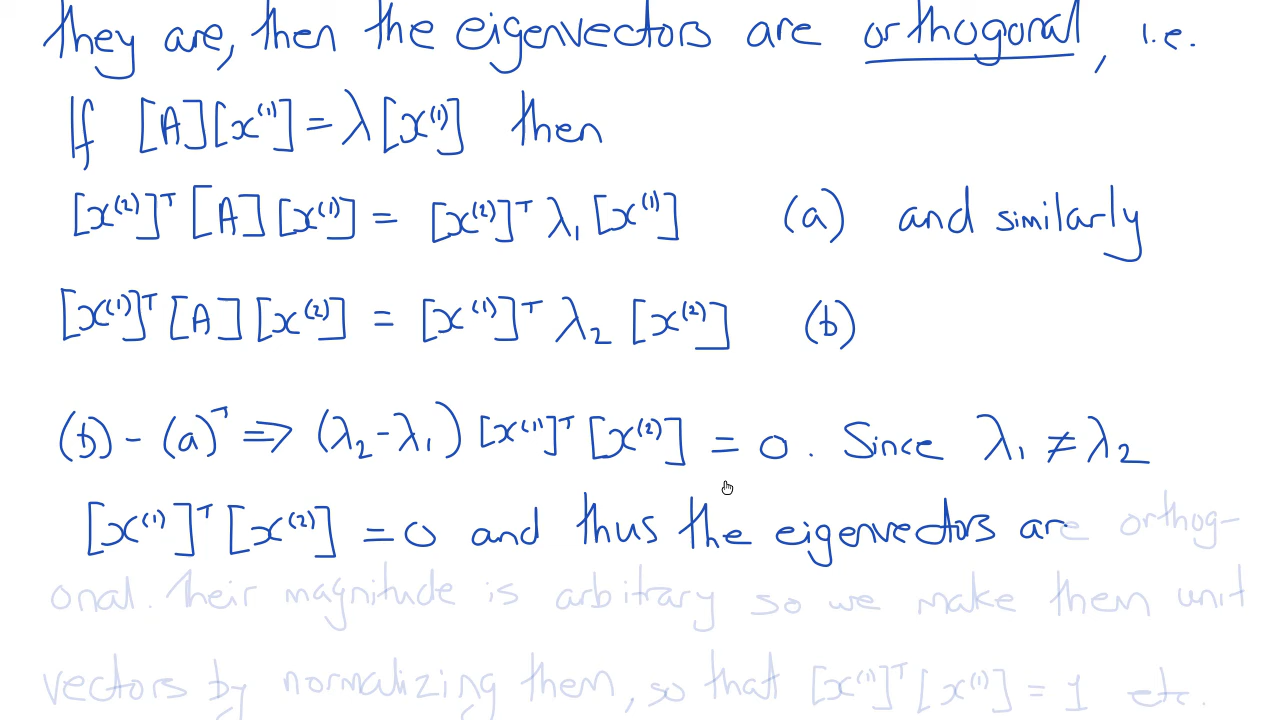 they are, then the eigenvectors are orthogonal, i.e.
If [A][x⁽¹⁾] = λ[x⁽¹⁾] then
[x⁽²⁾]ᵀ [A] [x⁽¹⁾] = [x⁽²⁾]ᵀ λ₁ [x⁽¹⁾] (a) and similarly
[x⁽¹⁾]ᵀ [A] [x⁽²⁾] = [x⁽¹⁾]ᵀ λ₂ [x⁽²⁾] (b)
(b) - (a)ᵀ ⇒ (λ₂ - λ₁) [x⁽¹⁾]ᵀ [x⁽²⁾] = 0. Since λ₁ ≠ λ₂
[x⁽¹⁾]ᵀ [x⁽²⁾] = 0 and thus the eigenvectors are orthog-
onal. Their magnitude is arbitrary so we make them unit
vectors by normalizing them, so that [x⁽¹⁾]ᵀ [x⁽¹⁾] = 1 etc.